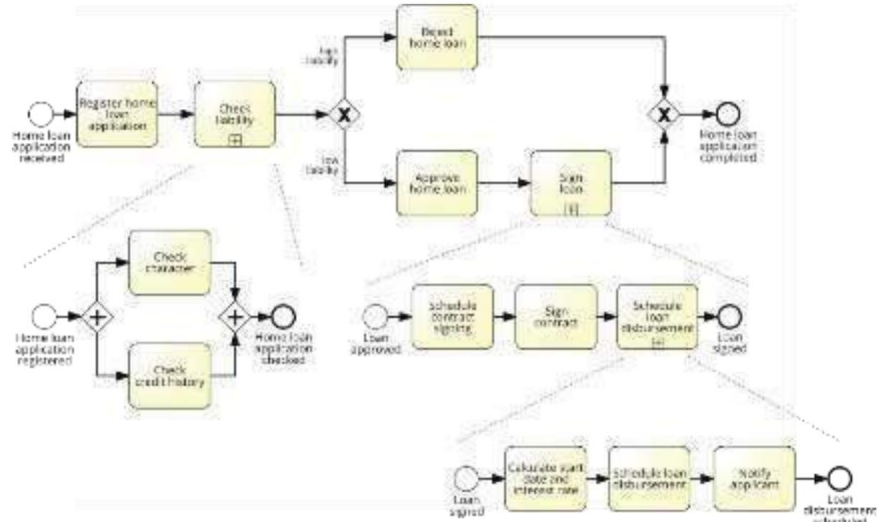 Reject
home loan
high
liability
Register home
loan
application
Check
liability
Home loan
application
received
Home loan
application
completed
low
liability
Approve
home loan
Sign
loan
Check
character
Home loan
application
registered
Home loan
application
checked
Check
credit history
Schedule
contract
signing
Sign
contract
Schedule
loan
disbursement
Loan
approved
Loan
signed
Calculate start
date and
interest rate
Schedule loan
disbursement
Notify
applicant
Loan
signed
Loan
disbursement
scheduled